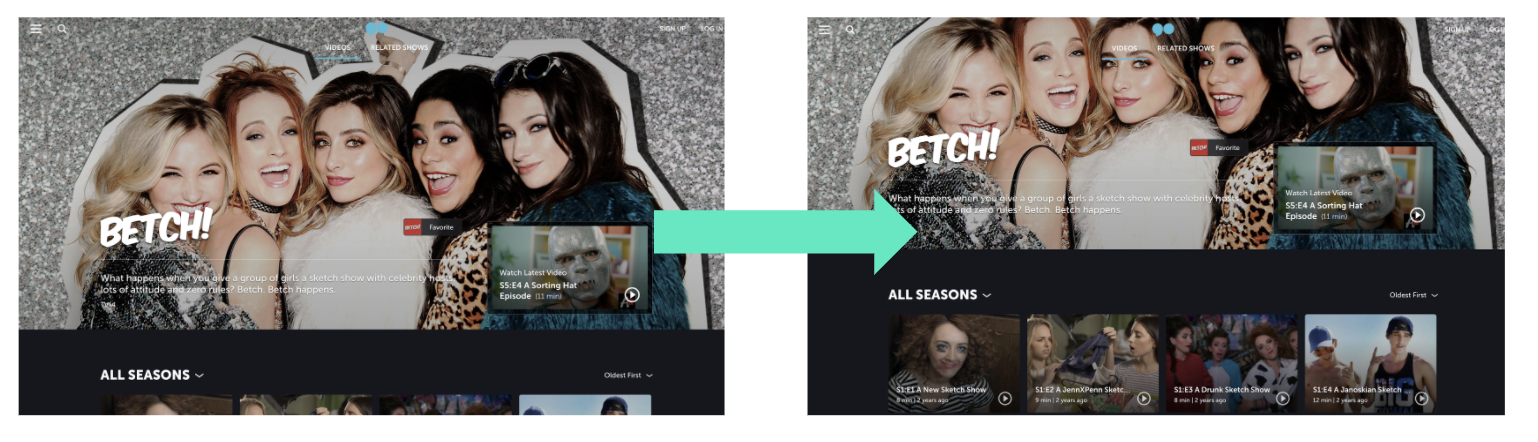 SIGN UP LOG IN
VIDEOS RELATED SHOWS
BETCH!
BETCH! Favorite
What happens when you give a group of girls a sketch show with celebrity hosts,
lots of attitude and zero rules? Betch. Betch happens.
Watch Latest Video
S5:E4 A Sorting Hat
Episode (11 min)
ALL SEASONS
Oldest First
SIGN UP LOG
VIDEOS RELATED SHOWS
BETCH!
BETCH! Favorite
What happens when you give a group of girls a sketch show with celebrity hosts,
lots of attitude and zero rules? Betch. Betch happens.
Watch Latest Video
S5:E4 A Sorting Hat
Episode (11 min)
ALL SEASONS
Oldest First
S1:E1 A New Sketch Show
8 min | 2 years ago
S1:E2 A JennXPenn Sketc...
9 min | 2 years ago
S1:E3 A Drunk Sketch Show
8 min | 2 years ago
S1:E4 A Janoskian Sketch
12 min | 2 years ago